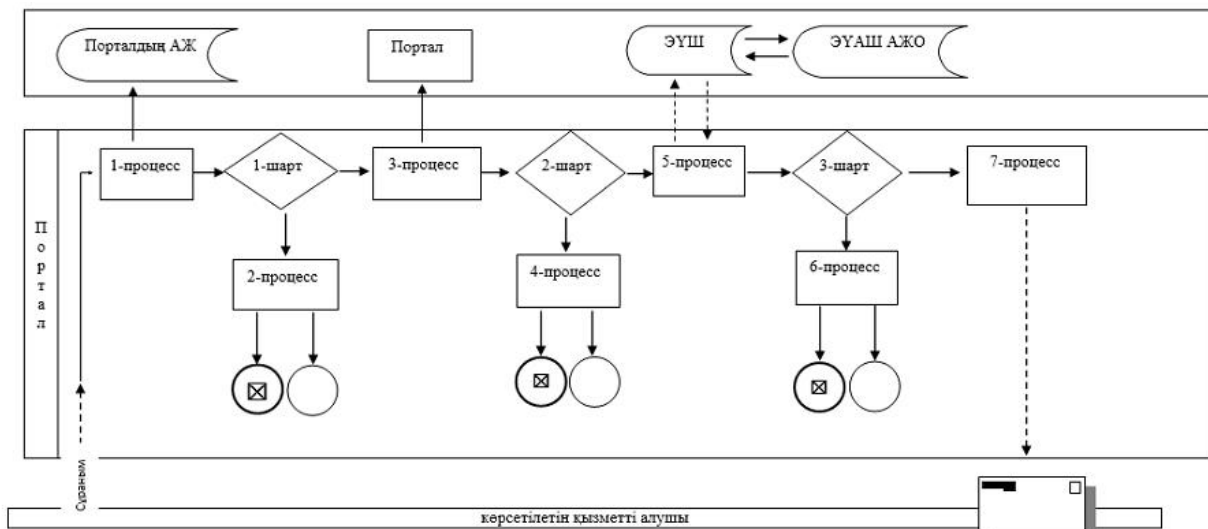 Порталдың АЖ
Портал
ЭҮШ
ЭҮАШ АЖО
1-процесс
1-шарт
3-процесс
2-шарт
5-процесс
3-шарт
7-процесс
Портал
2-процесс
4-процесс
6-процесс
Сұраным
көрсетілетін қызметті алушы